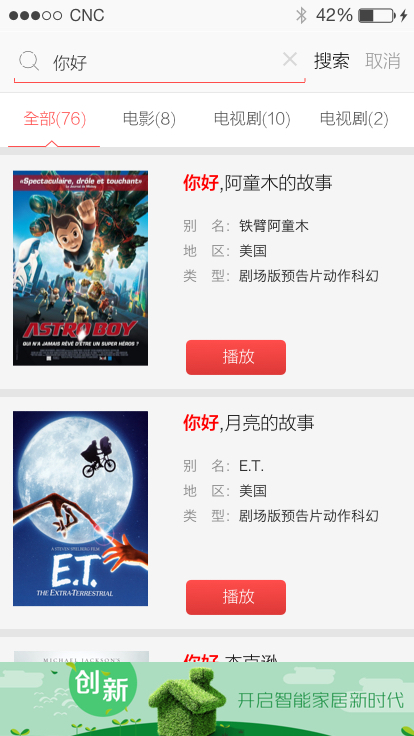 CNC 42%
你好 搜索 取消
全部(76) 电影(8) 电视剧(10) 电视剧(2)
«Spectaculaire, drôle et touchant»
ASTRO BOY
QUI N'A JAMAIS RÊVÉ D'ÊTRE UN SUPER HÉROS ?
你好,阿童木的故事
别 名: 铁臂阿童木
地 区: 美国
类 型: 剧场版预告片动作科幻
播放
A STEVEN SPIELBERG FILM
E.T.
THE EXTRA-TERRESTRIAL
你好,月亮的故事
别 名: E.T.
地 区: 美国
类 型: 剧场版预告片动作科幻
播放
MICHAEL JACKSON'S
你好,杰克逊
创新
开启智能家居新时代